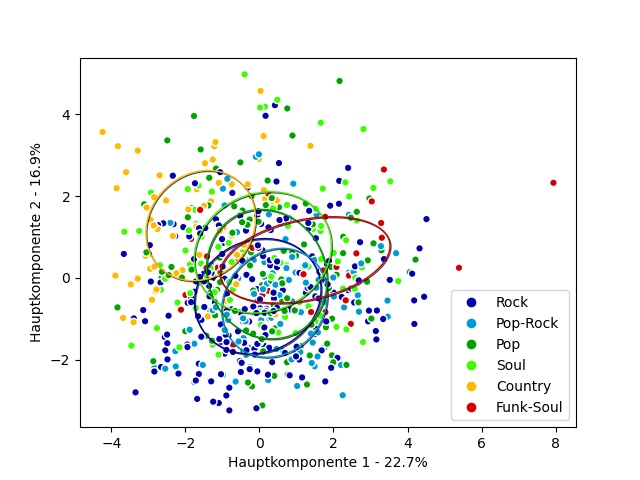 4
2
0
−2
Hauptkomponente 2 - 16.9%
−4
−2
0
2
4
6
8
Hauptkomponente 1 - 22.7%
Rock
Pop-Rock
Pop
Soul
Country
Funk-Soul